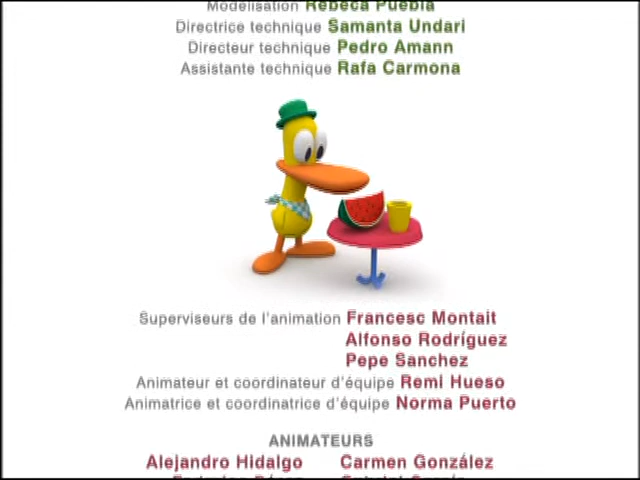 Modélisation Rebeca Puebla
Directrice technique Samanta Undari
Directeur technique Pedro Amann
Assistante technique Rafa Carmona
Superviseurs de l'animation Francesc Montait
Alfonso Rodríguez
Pepe Sanchez
Animateur et coordinateur d'équipe Remi Hueso
Animatrice et coordinatrice d'équipe Norma Puerto
ANIMATEURS
Alejandro Hidalgo Carmen González